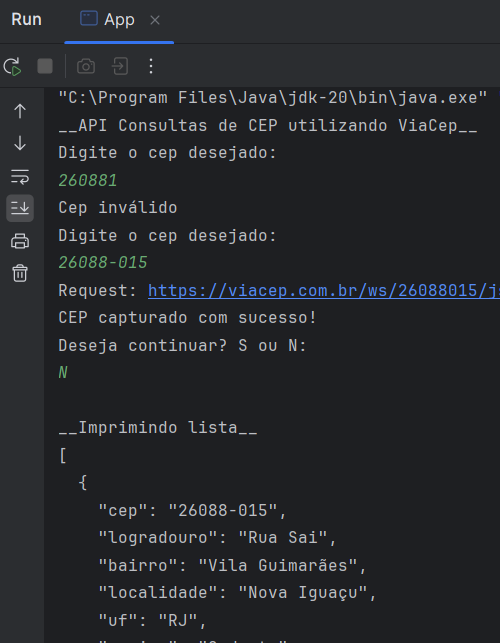 Run App
"C:\Program Files\Java\jdk-20\bin\java.exe"
__API Consultas de CEP utilizando ViaCep__
Digite o cep desejado:
260881
Cep inválido
Digite o cep desejado:
26088-015
Request: https://viacep.com.br/ws/26088015/js
CEP capturado com sucesso!
Deseja continuar? S ou N:
N
__Imprimindo lista__
[
{
"cep": "26088-015",
"logradouro": "Rua Sai",
"bairro": "Vila Guimarães",
"localidade": "Nova Iguaçu",
"uf": "RJ",